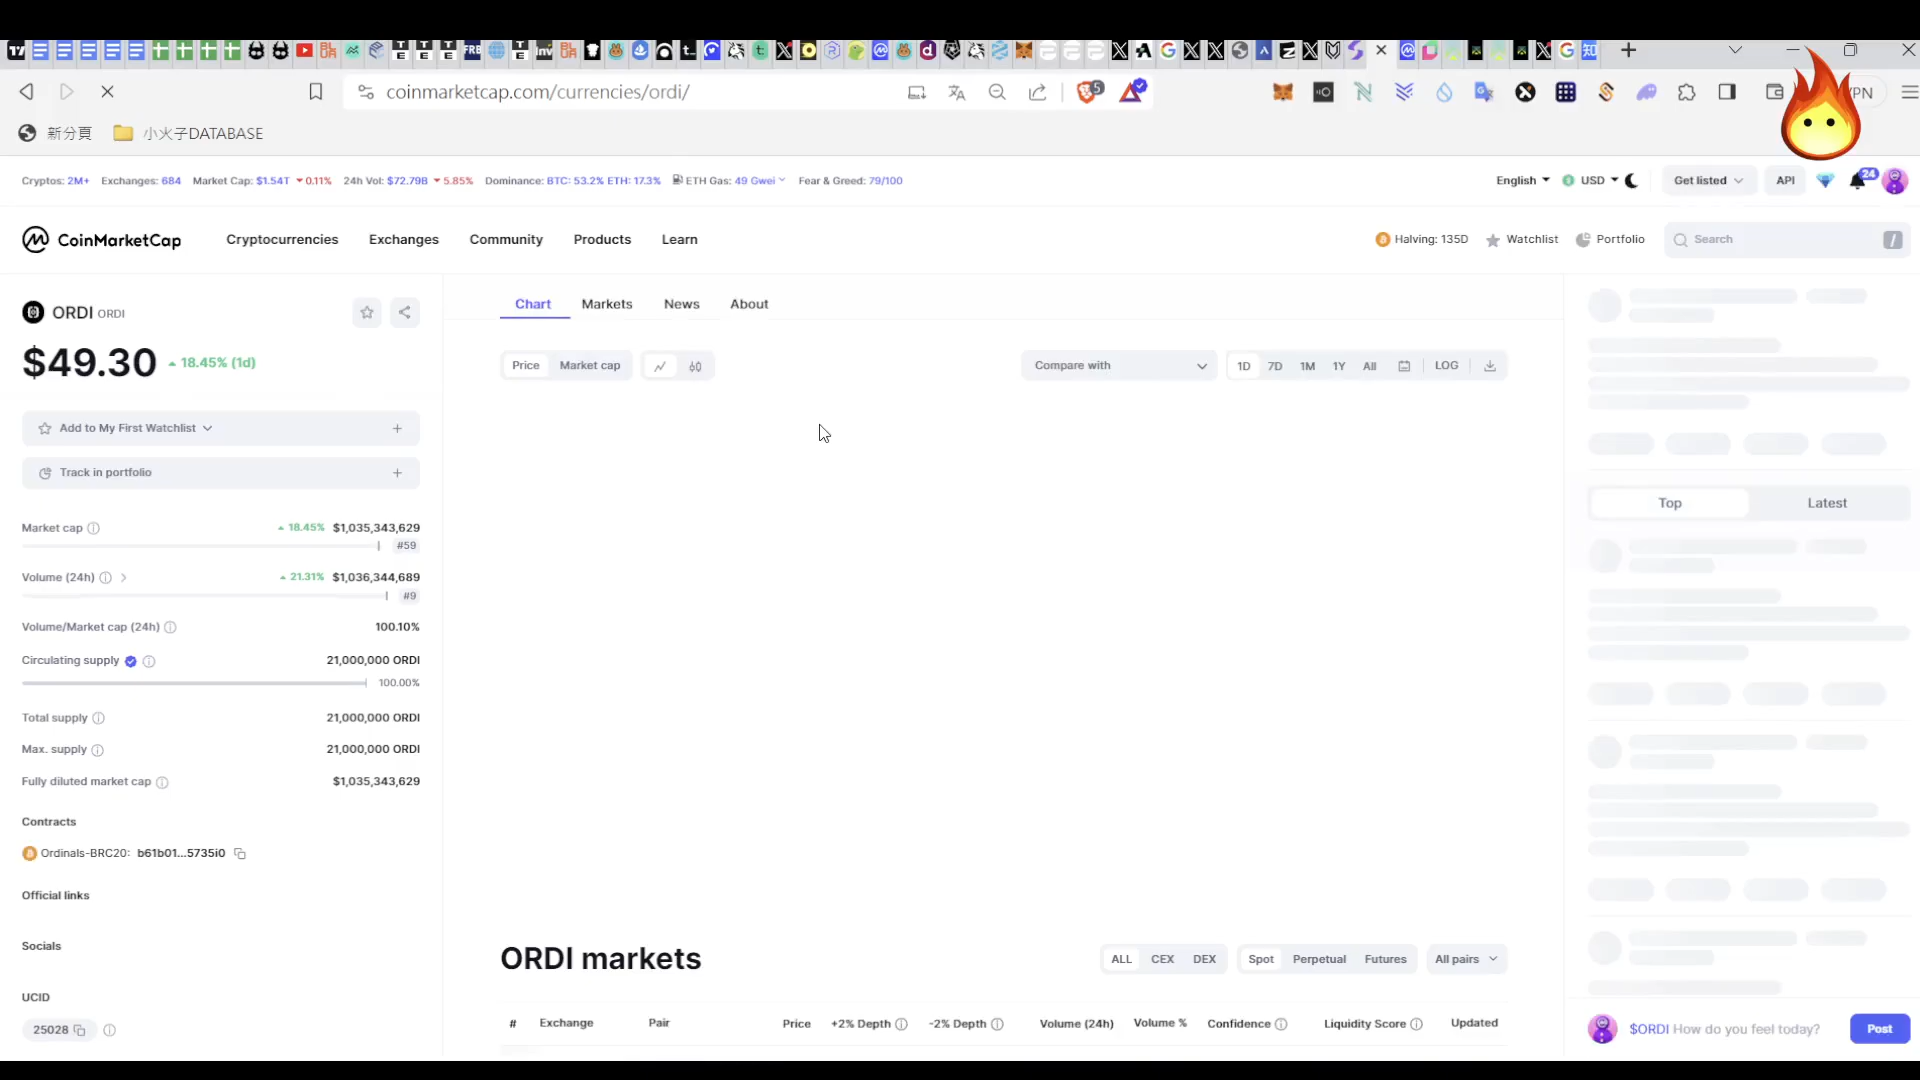 coinmarketcap.com/currencies/ordi/
5
VPN
新分頁 小火子DATABASE
Cryptos: 2M+ Exchanges: 684 Market Cap: $1.54T 0.11% 24h Vol: $72.79B 5.85% Dominance: BTC: 53.2% ETH: 17.3% ETH Gas: 49 Gwei Fear & Greed: 79/100
English USD Get listed API 24
CoinMarketCap Cryptocurrencies Exchanges Community Products Learn
Halving: 135D Watchlist Portfolio Search /
ORDI ORDI
$49.30 18.45% (1d)
Add to My First Watchlist +
Track in portfolio +
Market cap 18.45% $1,035,343,629
#59
Volume (24h) 21.31% $1,036,344,689
#9
Volume/Market cap (24h) 100.10%
Circulating supply 21,000,000 ORDI
100.00%
Total supply 21,000,000 ORDI
Max. supply 21,000,000 ORDI
Fully diluted market cap $1,035,343,629
Contracts
Ordinals-BRC20: b61b01...5735i0
Official links
Socials
UCID
25028
Chart Markets News About
Price Market cap
Compare with 1D 7D 1M 1Y All LOG
ORDI markets
ALL CEX DEX Spot Perpetual Futures All pairs
# Exchange Pair Price +2% Depth -2% Depth Volume (24h) Volume % Confidence Liquidity Score Updated
Top Latest
$ORDI How do you feel today? Post